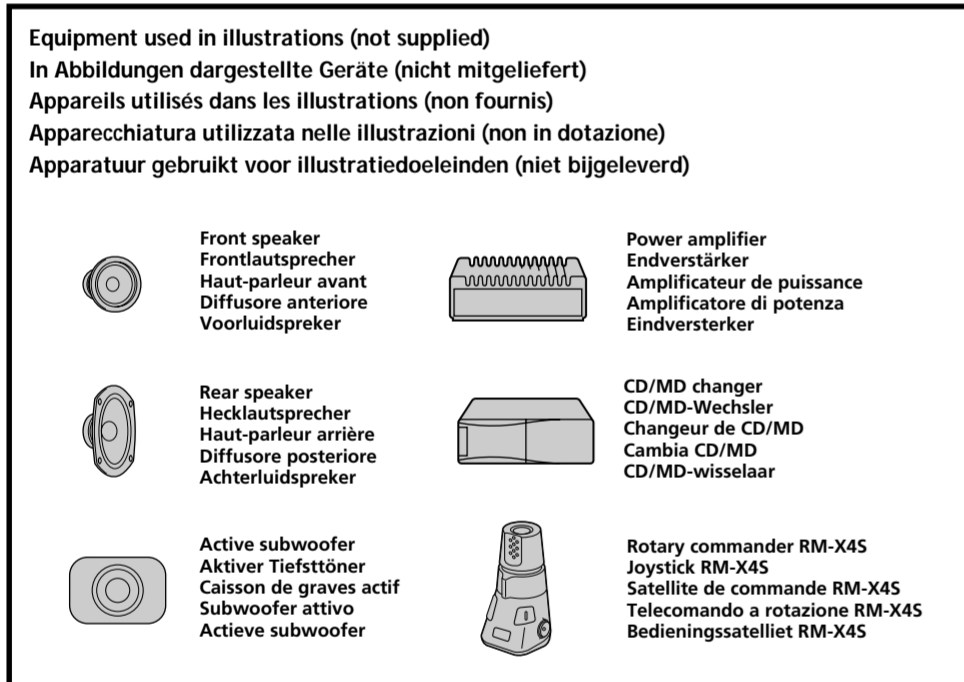 Equipment used in illustrations (not supplied)
In Abbildungen dargestellte Geräte (nicht mitgeliefert)
Appareils utilisés dans les illustrations (non fournis)
Apparecchiatura utilizzata nelle illustrazioni (non in dotazione)
Apparatuur gebruikt voor illustratiedoeleinden (niet bijgeleverd)
Front speaker
Frontlautsprecher
Haut-parleur avant
Diffusore anteriore
Voorluidspreker
Power amplifier
Endverstärker
Amplificateur de puissance
Amplificatore di potenza
Eindversterker
Rear speaker
Hecklautsprecher
Haut-parleur arrière
Diffusore posteriore
Achterluidspreker
CD/MD changer
CD/MD-Wechsler
Changeur de CD/MD
Cambia CD/MD
CD/MD-wisselaar
Active subwoofer
Aktiver Tiefsttöner
Caisson de graves actif
Subwoofer attivo
Actieve subwoofer
Rotary commander RM-X4S
Joystick RM-X4S
Satellite de commande RM-X4S
Telecomando a rotazione RM-X4S
Bedieningssatelliet RM-X4S